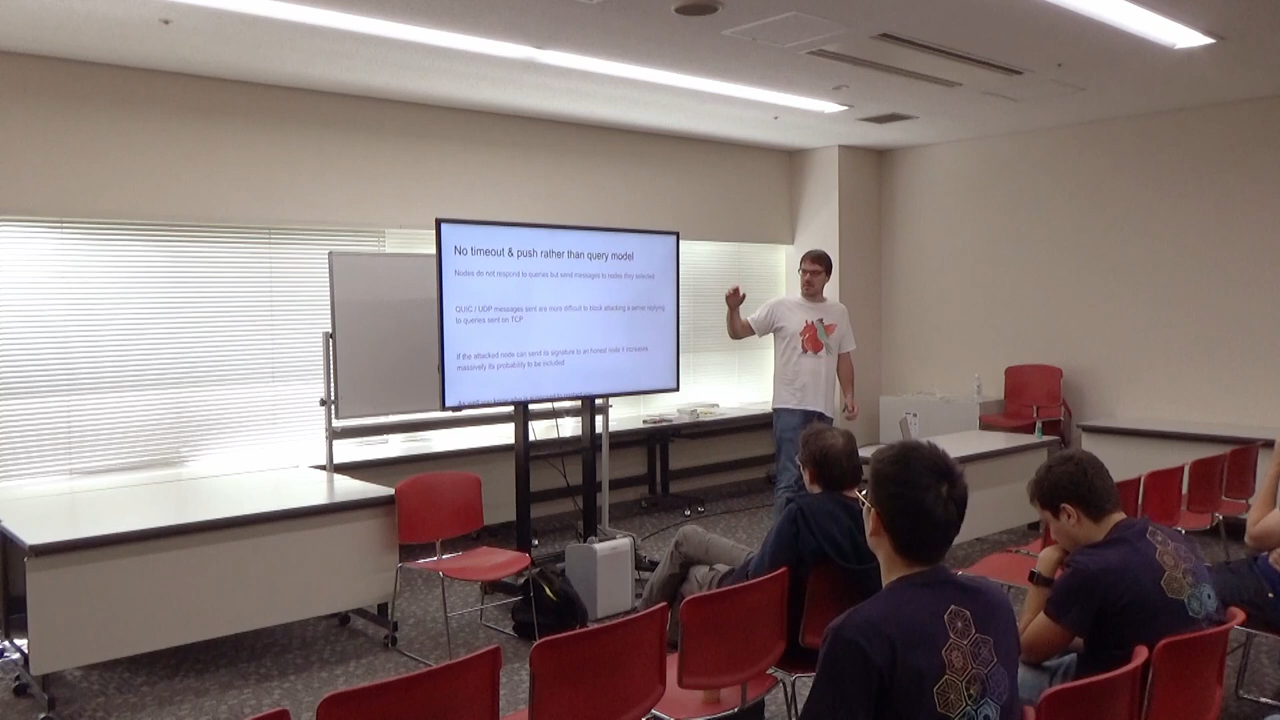 No timeout & push rather than query model
Nodes do not respond to queries but send messages to nodes they selected
QUIC / UDP messages sent are more difficult to block attacking a server replying
to queries sent on TCP
If the attacked node can send its signature to an honest node it increases
massively its probability to be included